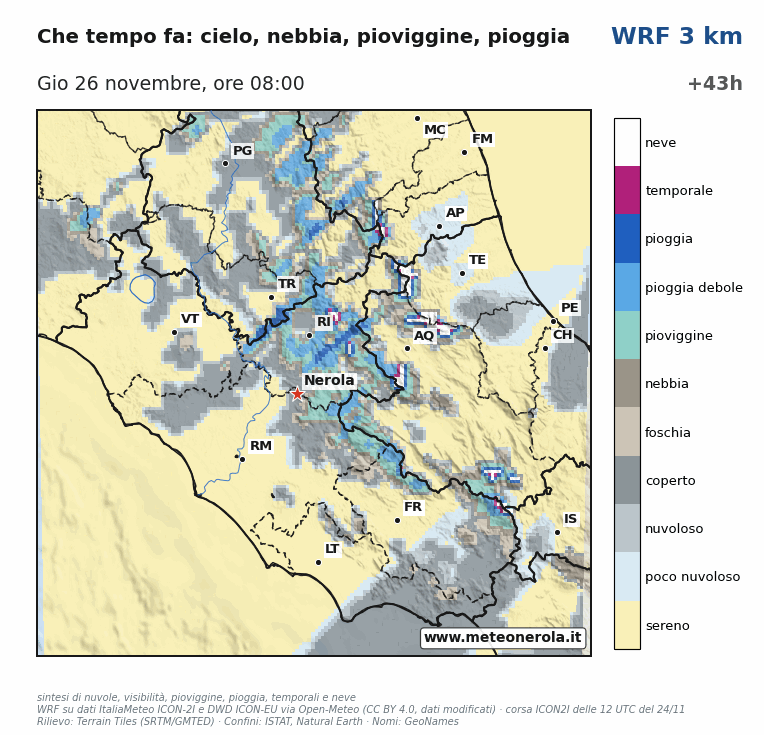 Che tempo fa: cielo, nebbia, pioviggine, pioggia
WRF 3 km
Gio 26 novembre, ore 08:00
+43h
MC
FM
PG
AP
TE
TR
PE
VT
RI
CH
AQ
Nerola
RM
FR
IS
LT
www.meteonerola.it
neve
temporale
pioggia
pioggia debole
pioviggine
nebbia
foschia
coperto
nuvoloso
poco nuvoloso
sereno
sintesi di nuvole, visibilità, pioviggine, pioggia, temporali e neve
WRF su dati ItaliaMeteo ICON-2I e DWD ICON-EU via Open-Meteo (CC BY 4.0, dati modificati) · corsa ICON2I delle 12 UTC del 24/11
Rilievo: Terrain Tiles (SRTM/GMTED) · Confini: ISTAT, Natural Earth · Nomi: GeoNames